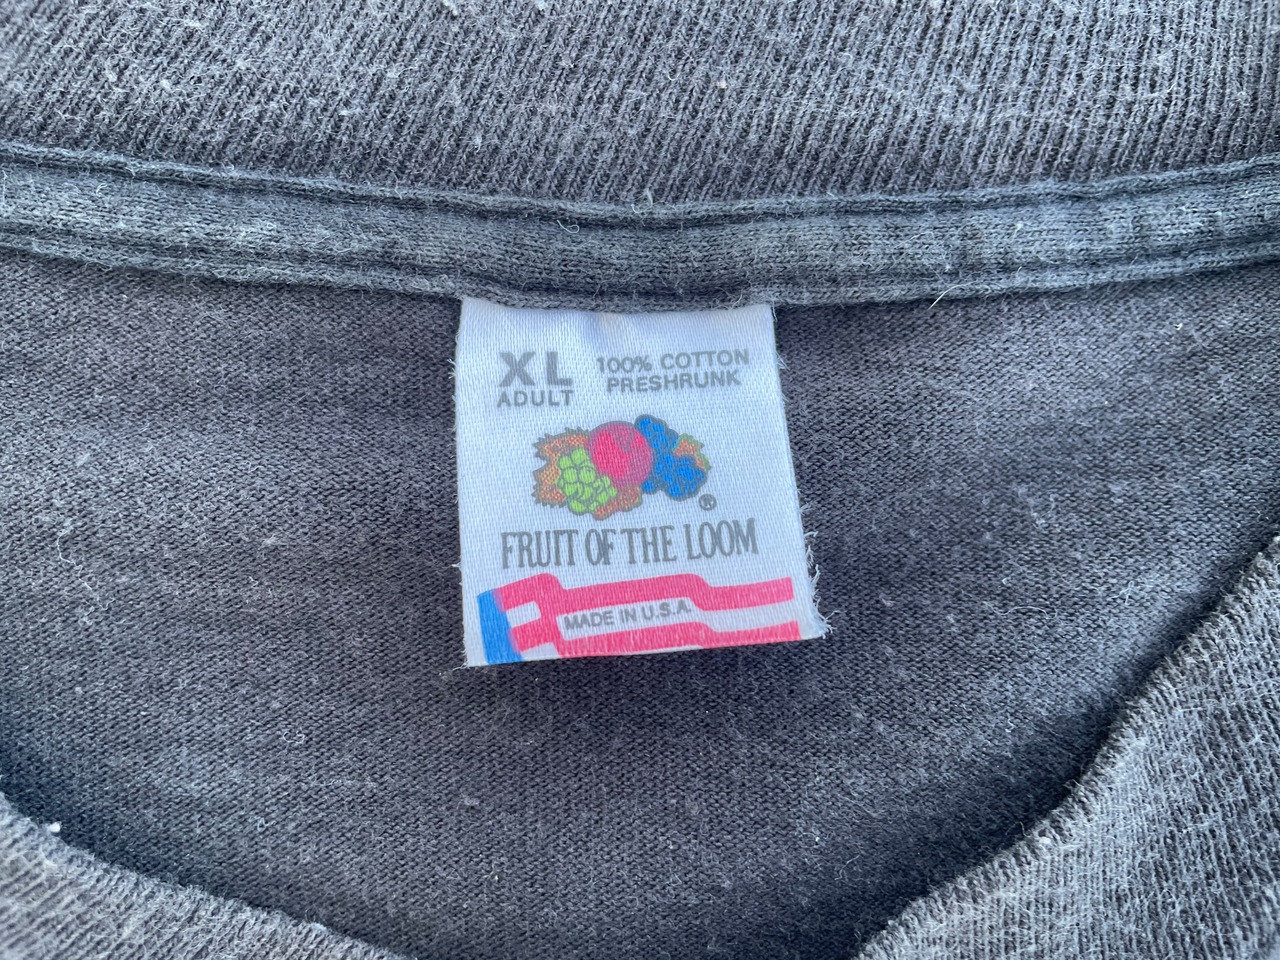 XL
ADULT
100% COTTON
PRESHRUNK
®
FRUIT OF THE LOOM
MADE IN U.S.A.